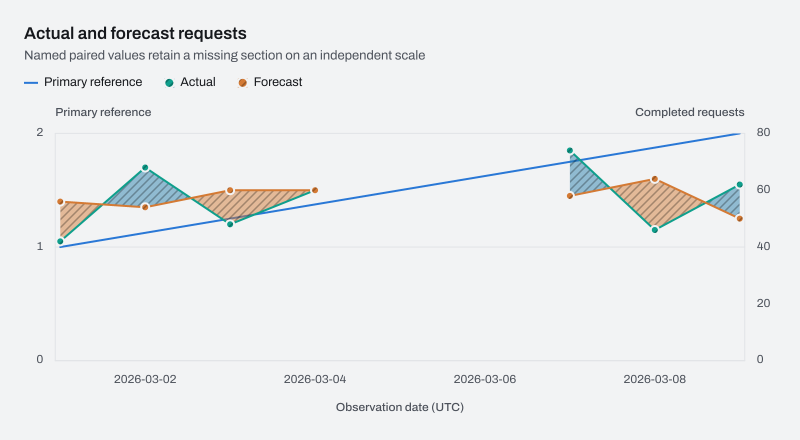 Actual and forecast requests
Named paired values retain a missing section on an independent scale
Primary reference Actual Forecast
Primary reference Completed requests
2 80
60
1 40
20
0 0
2026-03-02 2026-03-04 2026-03-06 2026-03-08
Observation date (UTC)